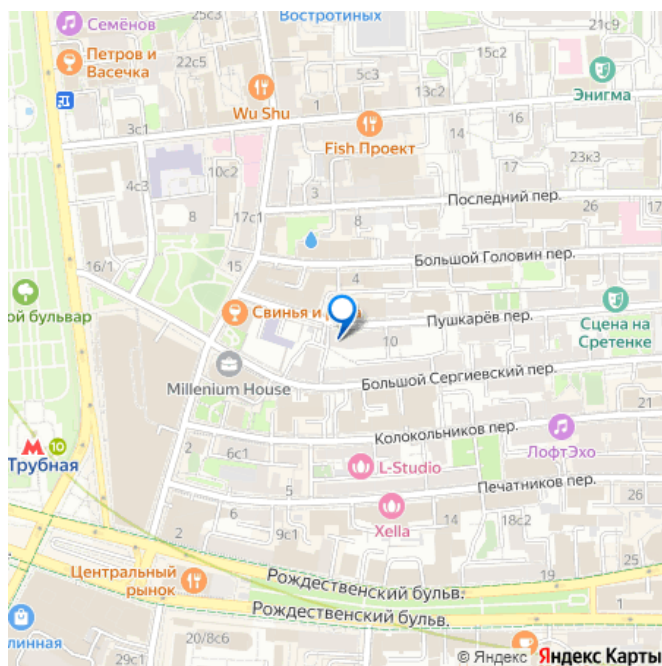 25с3
Востротиных
21с9
Семёнов
Петров и
Васечка
22с5
15с2
5с3
13с2
Энигма
Wu Shu
1
16
3с1
Fish Проект
14
10с2
17
23к3
4с3
3
Последний пер.
26
8
17с1
8
16/1
15
Большой Головин пер.
4
ой бульвар
Свинья и
Пушкарёв пер.
10
Сцена на
Сретенке
Millenium House
Большой Сергиевский пер.
Колокольников пер.
21
2
6с1
ЛофтЭхо
М 10
Трубная
L-Studio
5
Печатников пер.
26
6
Xella
14
18с2
2
9с1
Центральный
рынок
Рождественский бульв.
19
25
Рождественский бульв.
1
линная
20/8с6
29с1
© Яндекс Яндекс Карты